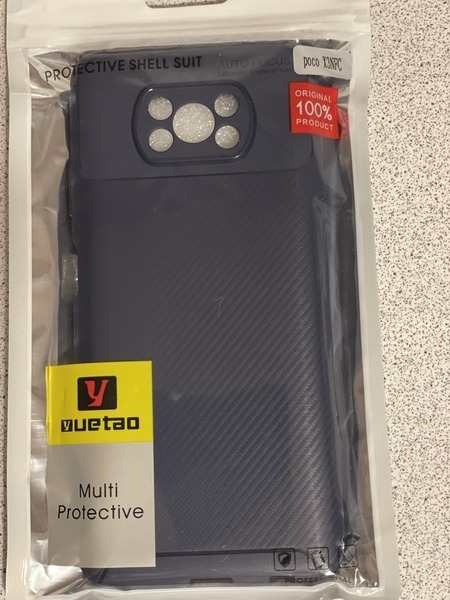 PROTECTIVE SHELL SUIT
AUTO FOCUS
poco X3NFC
ORIGINAL
100%
PRODUCT
y
yuetao
Multi
Protective